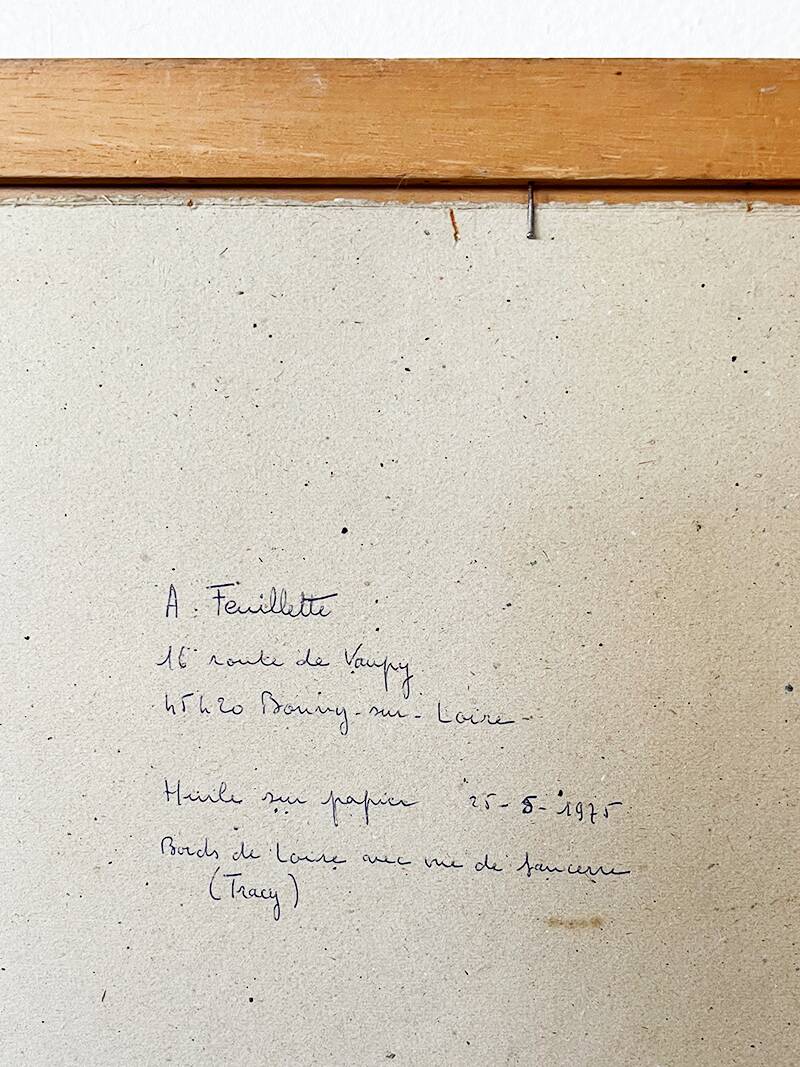 A. Feuillette
16 route de Vaupy
45420 Bonny-sur-Loire
Huile sur papier 25-5-1975
Bords de Loire avec vue de Sancerre
(Tracy)